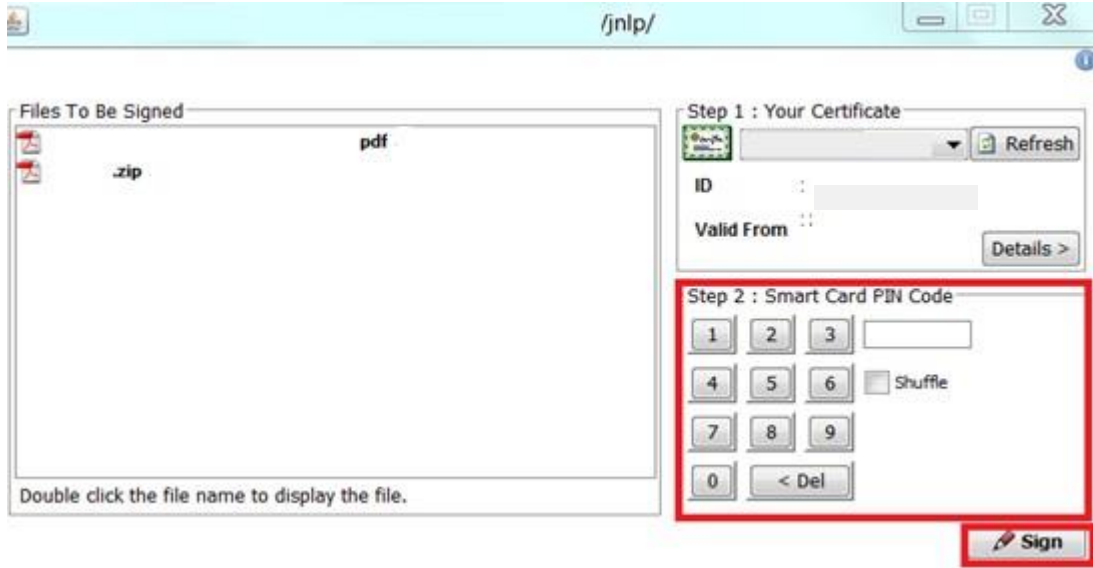 /jnlp/
Files To Be Signed
pdf
.zip
Double click the file name to display the file.
Step 1 : Your Certificate
Refresh
ID :
Valid From ::
Details >
Step 2 : Smart Card PIN Code
1 2 3
4 5 6 Shuffle
7 8 9
0 < Del
Sign